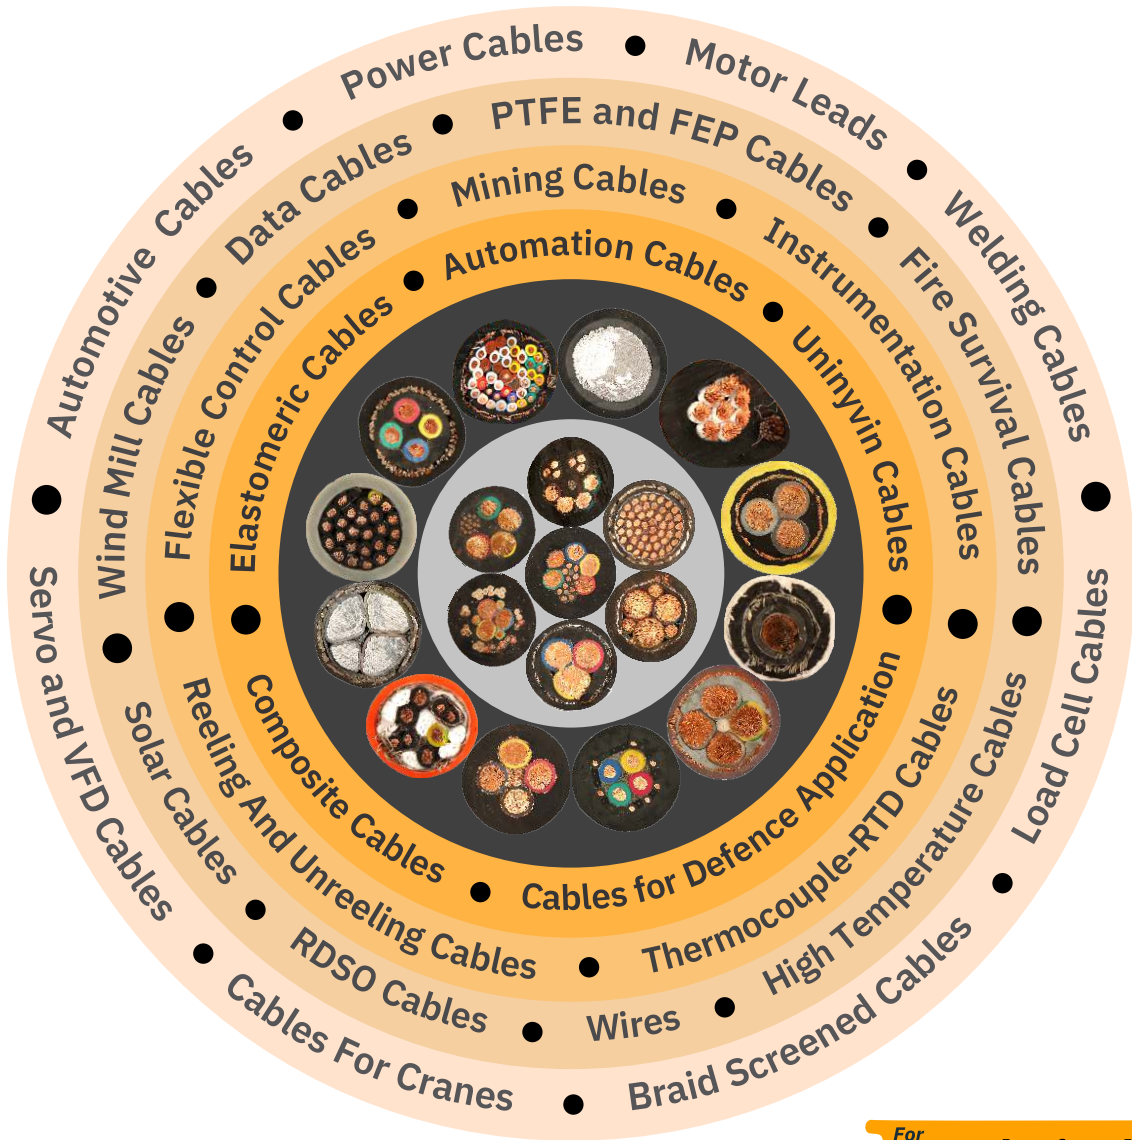 Power Cables
Motor Leads
Welding Cables
Load Cell Cables
Braid Screened Cables
Cables For Cranes
Servo and VFD Cables
Automotive Cables
PTFE and FEP Cables
Fire Survival Cables
High Temperature Cables
Wires
RDSO Cables
Solar Cables
Wind Mill Cables
Data Cables
Mining Cables
Instrumentation Cables
Thermocouple-RTD Cables
Reeling And Unreeling Cables
Flexible Control Cables
Automation Cables
Uninyvin Cables
Cables for Defence Application
Composite Cables
Elastomeric Cables
For